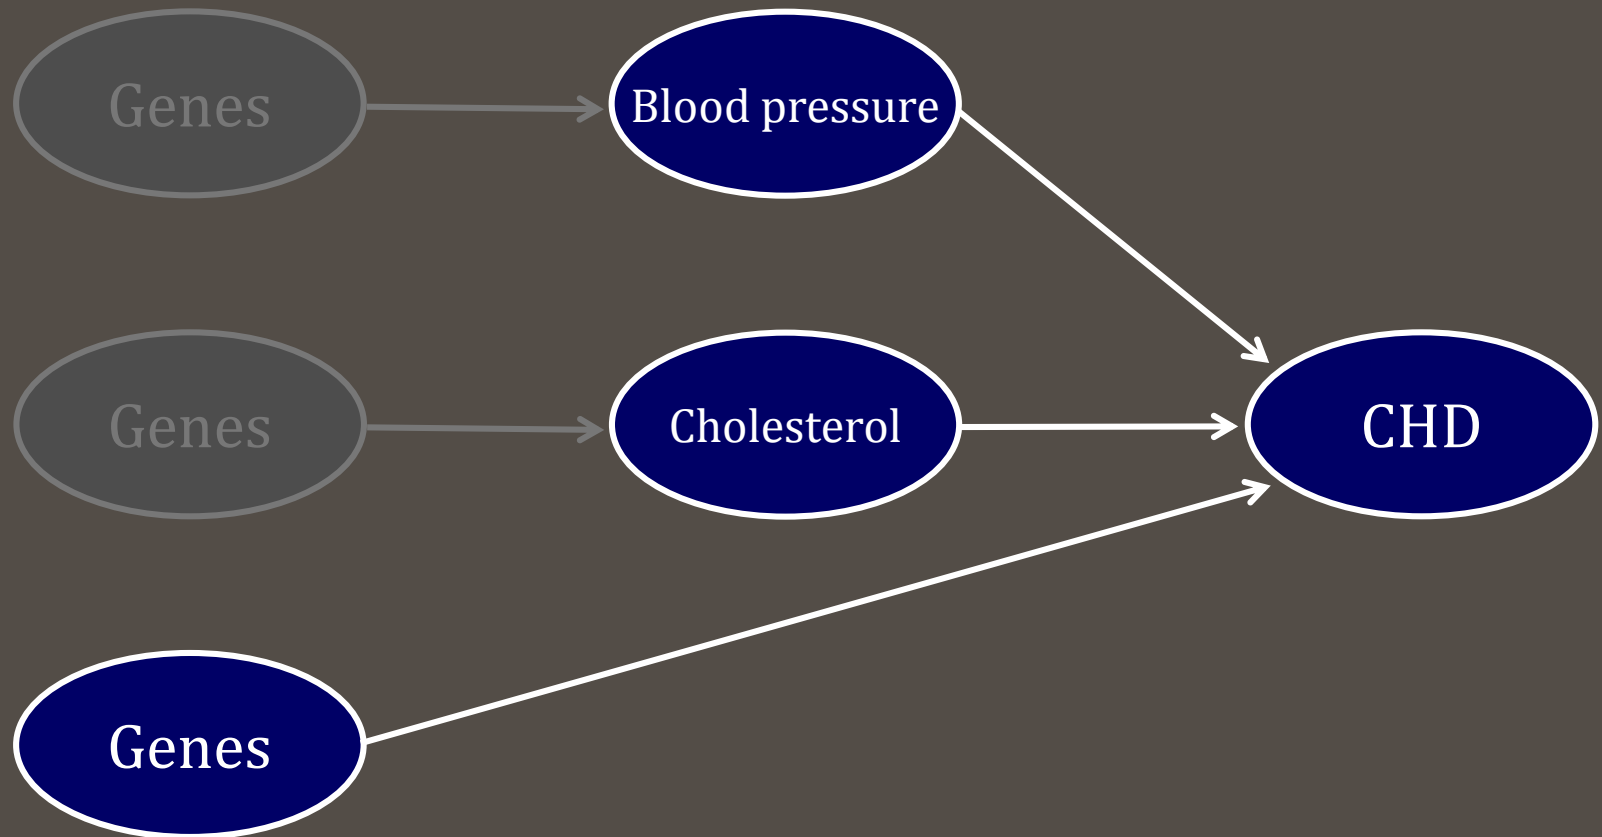 Genes
Blood pressure
Genes
Cholesterol
CHD
Genes